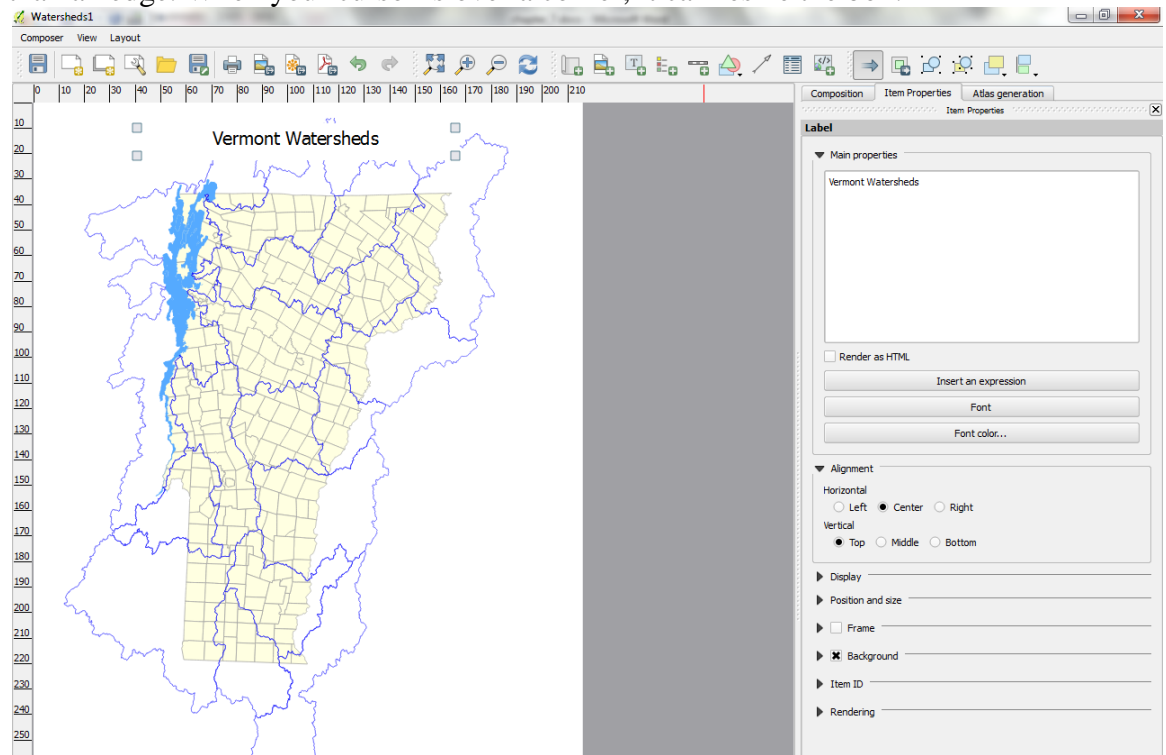 Watersheds1
Composer View Layout
0 10 20 30 40 50 60 70 80 90 100 110 120 130 140 150 160 170 180 190 200 210
10
20
30
40
50
60
70
80
90
100
110
120
130
140
150
160
170
180
190
200
210
220
230
240
250
Vermont Watersheds
Composition Item Properties Atlas generation
Item Properties
Label
Main properties
Vermont Watersheds
Render as HTML
Insert an expression
Font
Font color...
Alignment
Horizontal
Left Center Right
Vertical
Top Middle Bottom
Display
Position and size
Frame
Background
Item ID
Rendering